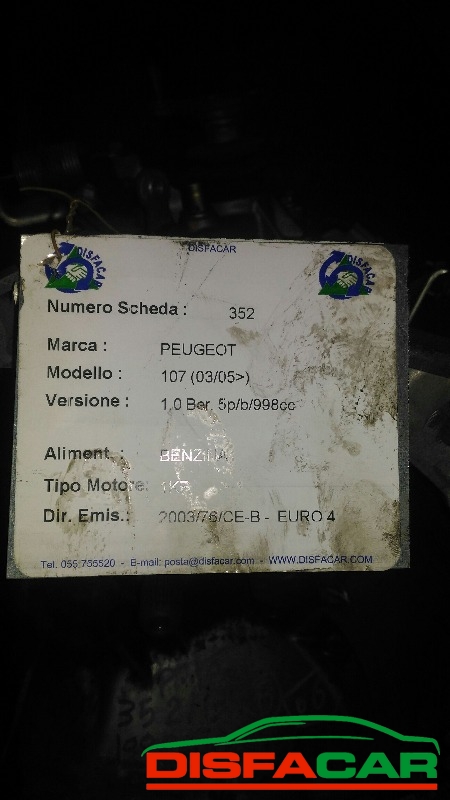 DISFACAR
DISFACAR
DISFACAR
Numero Scheda : 352
Marca : PEUGEOT
Modello : 107 (03/05>)
Versione : 1.0 Ber. 5p/b/998cc
Aliment. : BENZINA
Tipo Motore:
Dir. Emis.: 2003/76/CE-B - EURO 4
Tel. 055.755520 - E-mail: posta@disfacar.com - WWW.DISFACAR.COM
DISFACAR